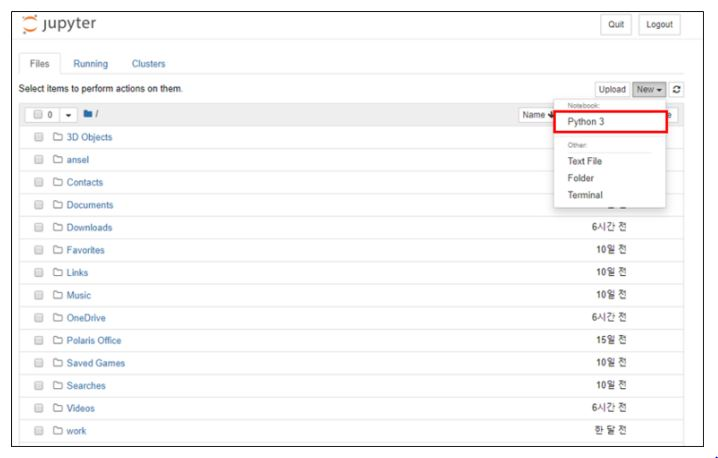 jupyter
Quit Logout
Files Running Clusters
Select items to perform actions on them.
Upload New
0 /
Name
Notebook:
Python 3
Other:
Text File
Folder
Terminal
3D Objects
ansel
Contacts
Documents
Downloads 6시간 전
Favorites 10일 전
Links 10일 전
Music 10일 전
OneDrive 6시간 전
Polaris Office 15일 전
Saved Games 10일 전
Searches 10일 전
Videos 6시간 전
work 한 달 전